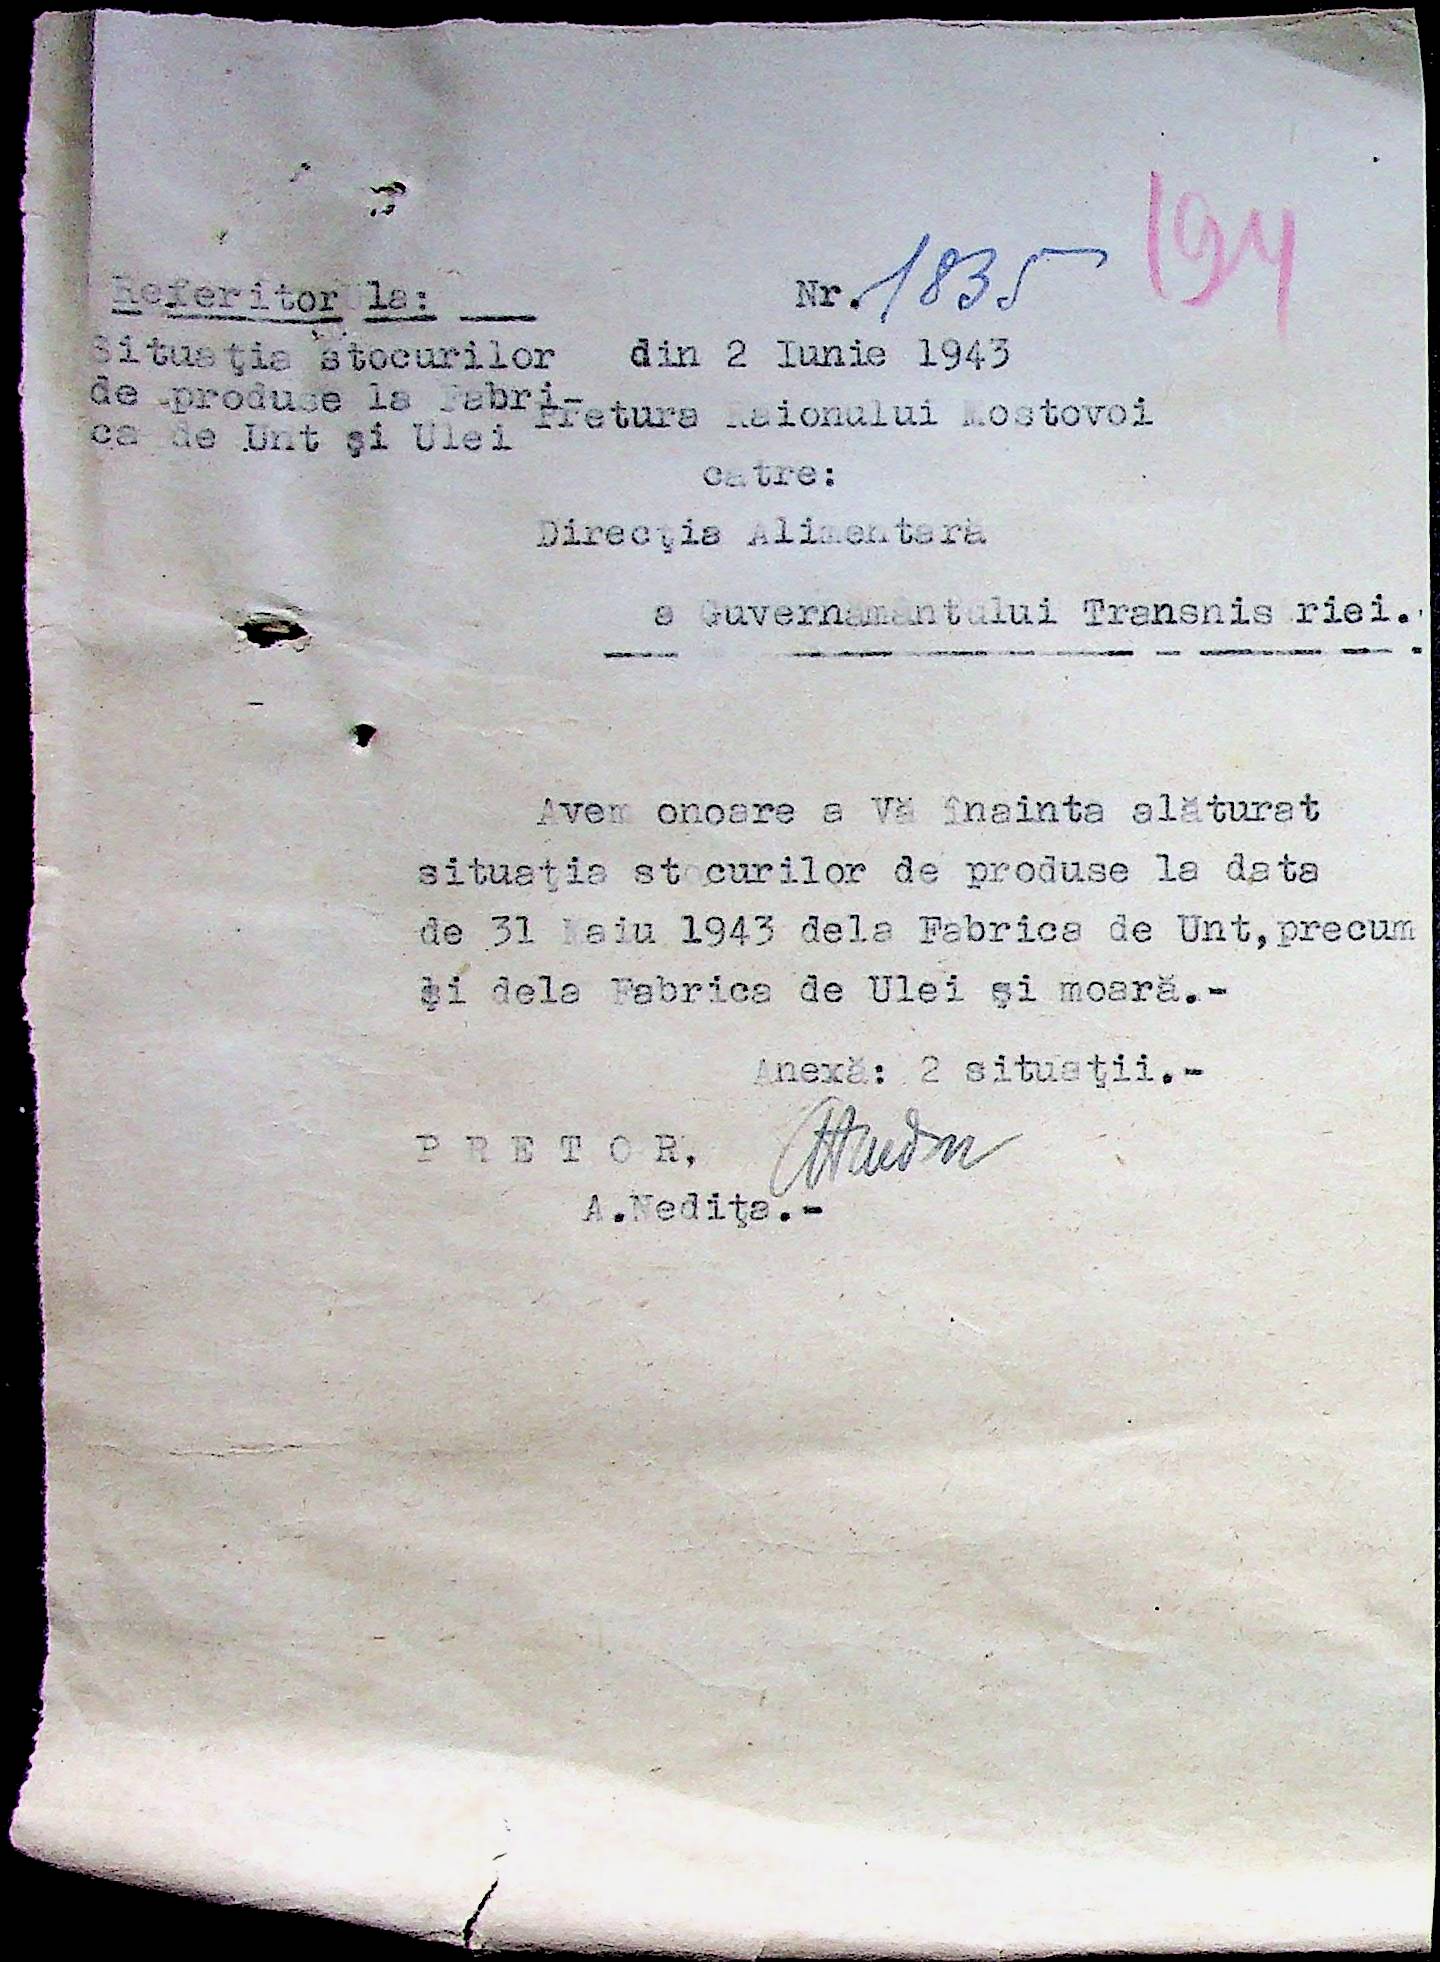 194
Referitor la:
Nr. 1835
Situaţia stocurilor
de produse la Fabri-
ca de Unt şi Ulei
din 2 Iunie 1943
Pretura Raionului Mostovoi
catre:
Direcţia Alimentară
a Guvernământului Transnistriei.
Avem onoare a Vă înainta alăturat
situaţia stocurilor de produse la data
de 31 Maiu 1943 dela Fabrica de Unt, precum
şi dela Fabrica de Ulei şi moară.-
Anexă: 2 situaţii.-
P R E T O R,
A.Nediţa.-